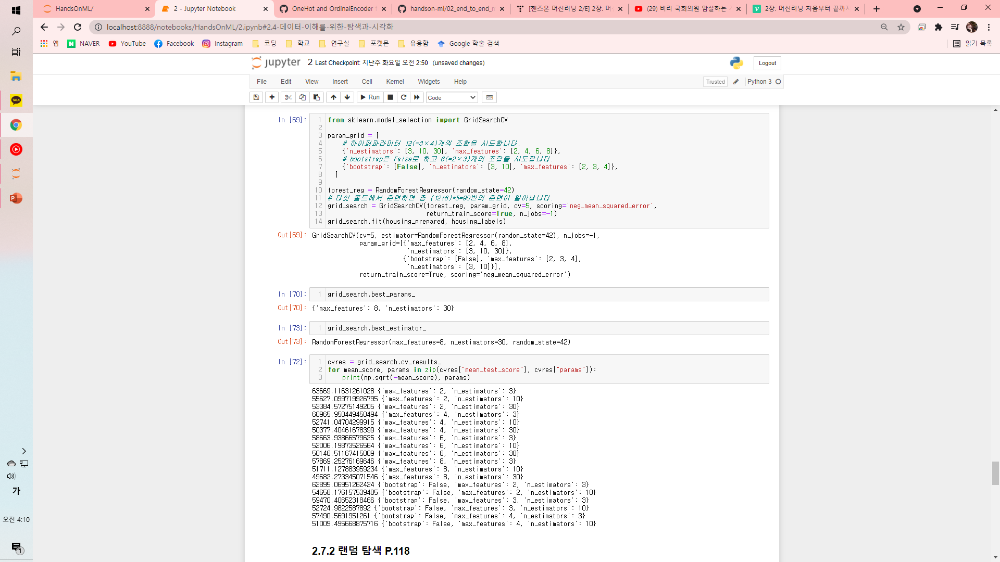 HandsOnML/
2 - Jupyter Notebook
OneHot and OrdinalEncoder
handson-ml/02_end_to_end_n
[핸즈온 머신러닝 2/E] 2장. 머
(29) 비리 국회의원 암살하는
2장. 머신러닝 처음부터 끝까지
localhost:8888/notebooks/HandsOnML/2.ipynb#2.4-데이터-이해를-위한-탐색과-시각화
앱
NAVER
YouTube
Facebook
Instagram
코딩
학교
연구실
포켓몬
유용함
Google 학술 검색
읽기 목록
jupyter 2 Last Checkpoint: 지난주 화요일 오전 2:50 (unsaved changes)
Logout
File Edit View Insert Cell Kernel Widgets Help
Trusted
Python 3
Run
Code
In [69]:
1 from sklearn.model_selection import GridSearchCV
2
3 param_grid = [
4 # 하이퍼파라미터 12(=3×4)개의 조합을 시도합니다.
5 {'n_estimators': [3, 10, 30], 'max_features': [2, 4, 6, 8]},
6 # bootstrap은 False로 하고 6(=2×3)개의 조합을 시도합니다.
7 {'bootstrap': [False], 'n_estimators': [3, 10], 'max_features': [2, 3, 4]},
8 ]
9
10 forest_reg = RandomForestRegressor(random_state=42)
11 # 다섯 폴드에서 훈련하면 총 (12+6)*5=90번의 훈련이 일어납니다.
12 grid_search = GridSearchCV(forest_reg, param_grid, cv=5, scoring='neg_mean_squared_error',
13 return_train_score=True, n_jobs=-1)
14 grid_search.fit(housing_prepared, housing_labels)
Out[69]: GridSearchCV(cv=5, estimator=RandomForestRegressor(random_state=42), n_jobs=-1,
param_grid=[{'max_features': [2, 4, 6, 8],
'n_estimators': [3, 10, 30]},
{'bootstrap': [False], 'max_features': [2, 3, 4],
'n_estimators': [3, 10]}],
return_train_score=True, scoring='neg_mean_squared_error')
In [70]: 1 grid_search.best_params_
Out[70]: {'max_features': 8, 'n_estimators': 30}
In [73]: 1 grid_search.best_estimator_
Out[73]: RandomForestRegressor(max_features=8, n_estimators=30, random_state=42)
In [72]: 1 cvres = grid_search.cv_results_
2 for mean_score, params in zip(cvres["mean_test_score"], cvres["params"]):
3 print(np.sqrt(-mean_score), params)
63669.11631261028 {'max_features': 2, 'n_estimators': 3}
55627.099719926795 {'max_features': 2, 'n_estimators': 10}
53384.57275149205 {'max_features': 2, 'n_estimators': 30}
60965.950449450494 {'max_features': 4, 'n_estimators': 3}
52741.04704299915 {'max_features': 4, 'n_estimators': 10}
50377.40461678399 {'max_features': 4, 'n_estimators': 30}
58663.93866579625 {'max_features': 6, 'n_estimators': 3}
52006.19873526564 {'max_features': 6, 'n_estimators': 10}
50146.51167415009 {'max_features': 6, 'n_estimators': 30}
57869.25276169646 {'max_features': 8, 'n_estimators': 3}
51711.127883959234 {'max_features': 8, 'n_estimators': 10}
49682.273345071546 {'max_features': 8, 'n_estimators': 30}
62895.06951262424 {'bootstrap': False, 'max_features': 2, 'n_estimators': 3}
54658.176157539405 {'bootstrap': False, 'max_features': 2, 'n_estimators': 10}
59470.40652318466 {'bootstrap': False, 'max_features': 3, 'n_estimators': 3}
52724.9822587892 {'bootstrap': False, 'max_features': 3, 'n_estimators': 10}
57490.5691951261 {'bootstrap': False, 'max_features': 4, 'n_estimators': 3}
51009.495668875716 {'bootstrap': False, 'max_features': 4, 'n_estimators': 10}
2.7.2 랜덤 탐색 P.118
TALK
가
오전 4:10
1